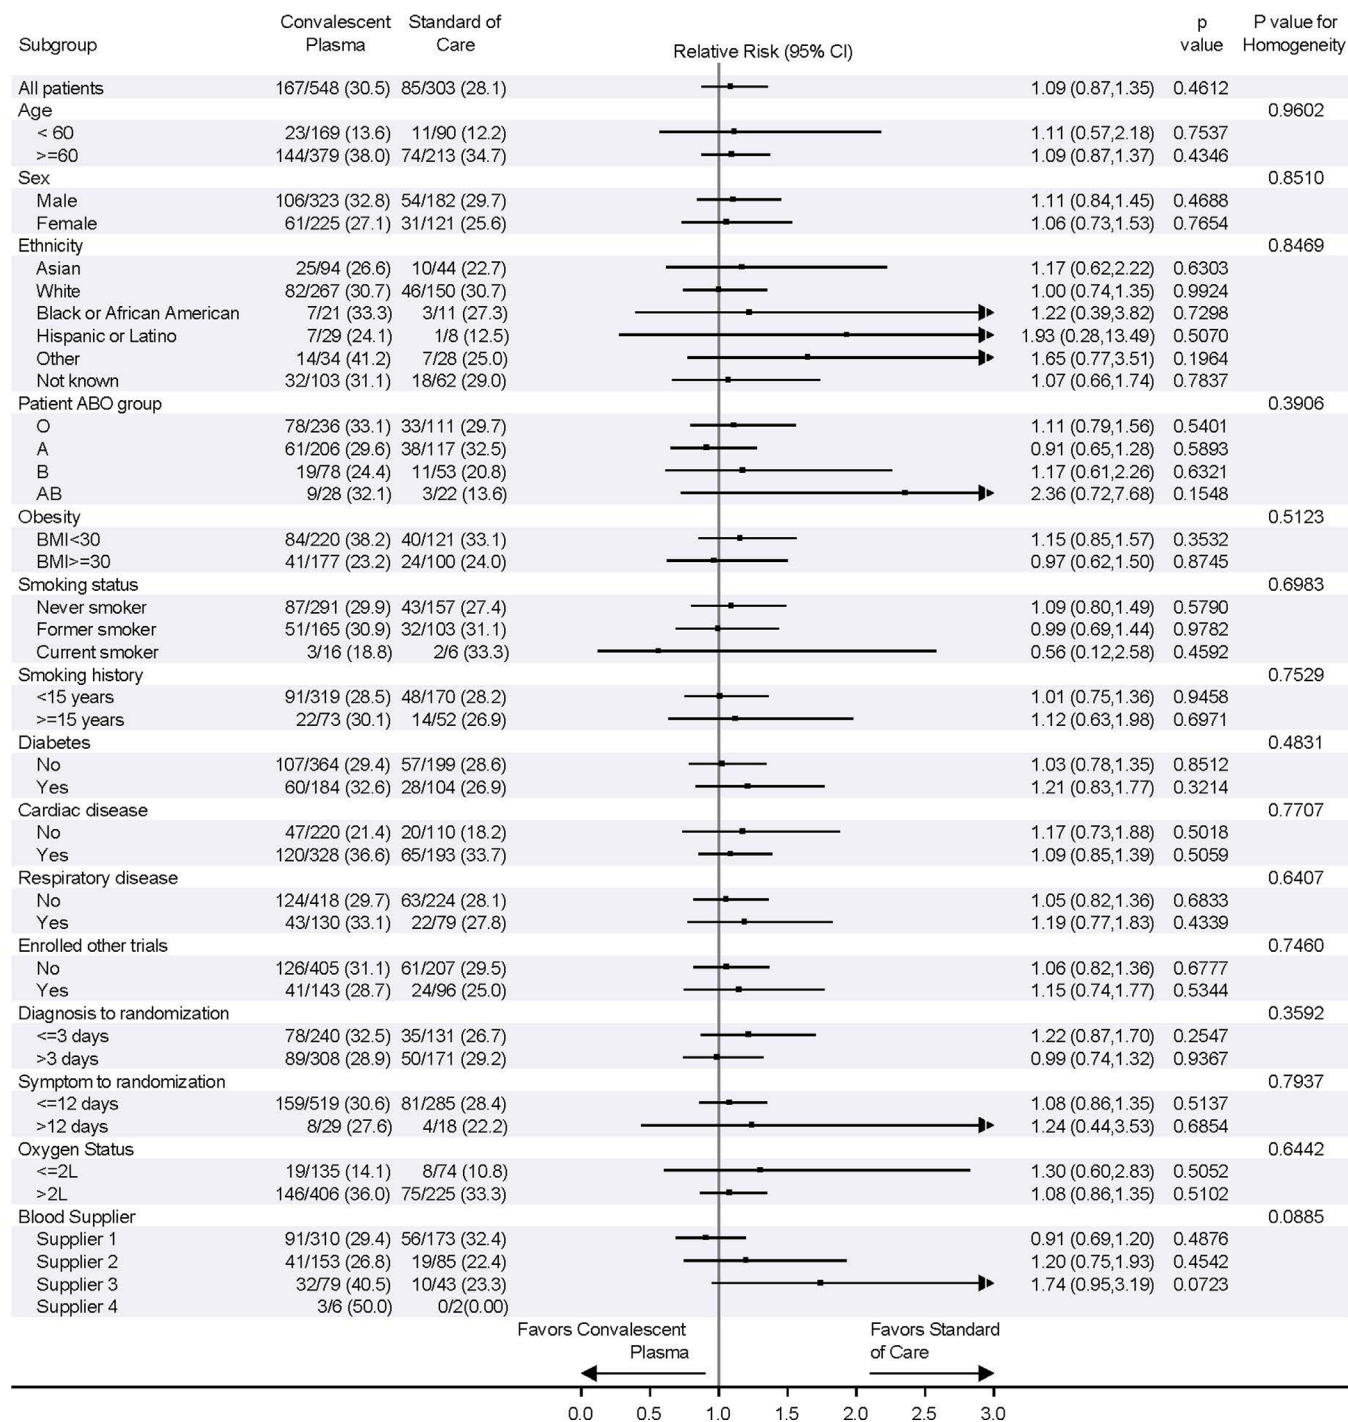 Subgroup Convalescent Plasma Standard of Care Relative Risk (95% CI) p value P value for Homogeneity
All patients 167/548 (30.5) 85/303 (28.1) 1.09 (0.87,1.35) 0.4612
Age 0.9602
< 60 23/169 (13.6) 11/90 (12.2) 1.11 (0.57,2.18) 0.7537
>=60 144/379 (38.0) 74/213 (34.7) 1.09 (0.87,1.37) 0.4346
Sex 0.8510
Male 106/323 (32.8) 54/182 (29.7) 1.11 (0.84,1.45) 0.4688
Female 61/225 (27.1) 31/121 (25.6) 1.06 (0.73,1.53) 0.7654
Ethnicity 0.8469
Asian 25/94 (26.6) 10/44 (22.7) 1.17 (0.62,2.22) 0.6303
White 82/267 (30.7) 46/150 (30.7) 1.00 (0.74,1.35) 0.9924
Black or African American 7/21 (33.3) 3/11 (27.3) 1.22 (0.39,3.82) 0.7298
Hispanic or Latino 7/29 (24.1) 1/8 (12.5) 1.93 (0.28,13.49) 0.5070
Other 14/34 (41.2) 7/28 (25.0) 1.65 (0.77,3.51) 0.1964
Not known 32/103 (31.1) 18/62 (29.0) 1.07 (0.66,1.74) 0.7837
Patient ABO group 0.3906
O 78/236 (33.1) 33/111 (29.7) 1.11 (0.79,1.56) 0.5401
A 61/206 (29.6) 38/117 (32.5) 0.91 (0.65,1.28) 0.5893
B 19/78 (24.4) 11/53 (20.8) 1.17 (0.61,2.26) 0.6321
AB 9/28 (32.1) 3/22 (13.6) 2.36 (0.72,7.68) 0.1548
Obesity 0.5123
BMI<30 84/220 (38.2) 40/121 (33.1) 1.15 (0.85,1.57) 0.3532
BMI>=30 41/177 (23.2) 24/100 (24.0) 0.97 (0.62,1.50) 0.8745
Smoking status 0.6983
Never smoker 87/291 (29.9) 43/157 (27.4) 1.09 (0.80,1.49) 0.5790
Former smoker 51/165 (30.9) 32/103 (31.1) 0.99 (0.69,1.44) 0.9782
Current smoker 3/16 (18.8) 2/6 (33.3) 0.56 (0.12,2.58) 0.4592
Smoking history 0.7529
<15 years 91/319 (28.5) 48/170 (28.2) 1.01 (0.75,1.36) 0.9458
>=15 years 22/73 (30.1) 14/52 (26.9) 1.12 (0.63,1.98) 0.6971
Diabetes 0.4831
No 107/364 (29.4) 57/199 (28.6) 1.03 (0.78,1.35) 0.8512
Yes 60/184 (32.6) 28/104 (26.9) 1.21 (0.83,1.77) 0.3214
Cardiac disease 0.7707
No 47/220 (21.4) 20/110 (18.2) 1.17 (0.73,1.88) 0.5018
Yes 120/328 (36.6) 65/193 (33.7) 1.09 (0.85,1.39) 0.5059
Respiratory disease 0.6407
No 124/418 (29.7) 63/224 (28.1) 1.05 (0.82,1.36) 0.6833
Yes 43/130 (33.1) 22/79 (27.8) 1.19 (0.77,1.83) 0.4339
Enrolled other trials 0.7460
No 126/405 (31.1) 61/207 (29.5) 1.06 (0.82,1.36) 0.6777
Yes 41/143 (28.7) 24/96 (25.0) 1.15 (0.74,1.77) 0.5344
Diagnosis to randomization 0.3592
<=3 days 78/240 (32.5) 35/131 (26.7) 1.22 (0.87,1.70) 0.2547
>3 days 89/308 (28.9) 50/171 (29.2) 0.99 (0.74,1.32) 0.9367
Symptom to randomization 0.7937
<=12 days 159/519 (30.6) 81/285 (28.4) 1.08 (0.86,1.35) 0.5137
>12 days 8/29 (27.6) 4/18 (22.2) 1.24 (0.44,3.53) 0.6854
Oxygen Status 0.6442
<=2L 19/135 (14.1) 8/74 (10.8) 1.30 (0.60,2.83) 0.5052
>2L 146/406 (36.0) 75/225 (33.3) 1.08 (0.86,1.35) 0.5102
Blood Supplier 0.0885
Supplier 1 91/310 (29.4) 56/173 (32.4) 0.91 (0.69,1.20) 0.4876
Supplier 2 41/153 (26.8) 19/85 (22.4) 1.20 (0.75,1.93) 0.4542
Supplier 3 32/79 (40.5) 10/43 (23.3) 1.74 (0.95,3.19) 0.0723
Supplier 4 3/6 (50.0) 0/2(0.00)
Favors Convalescent Plasma Favors Standard of Care
0.0 0.5 1.0 1.5 2.0 2.5 3.0